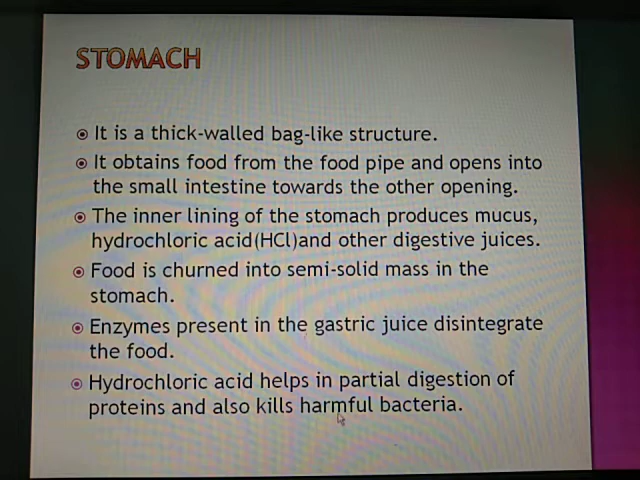 STOMACH
It is a thick-walled bag-like structure.
It obtains food from the food pipe and opens into
the small intestine towards the other opening.
The inner lining of the stomach produces mucus,
hydrochloric acid(HCl)and other digestive juices.
Food is churned into semi-solid mass in the
stomach.
Enzymes present in the gastric juice disintegrate
the food.
Hydrochloric acid helps in partial digestion of
proteins and also kills harmful bacteria.